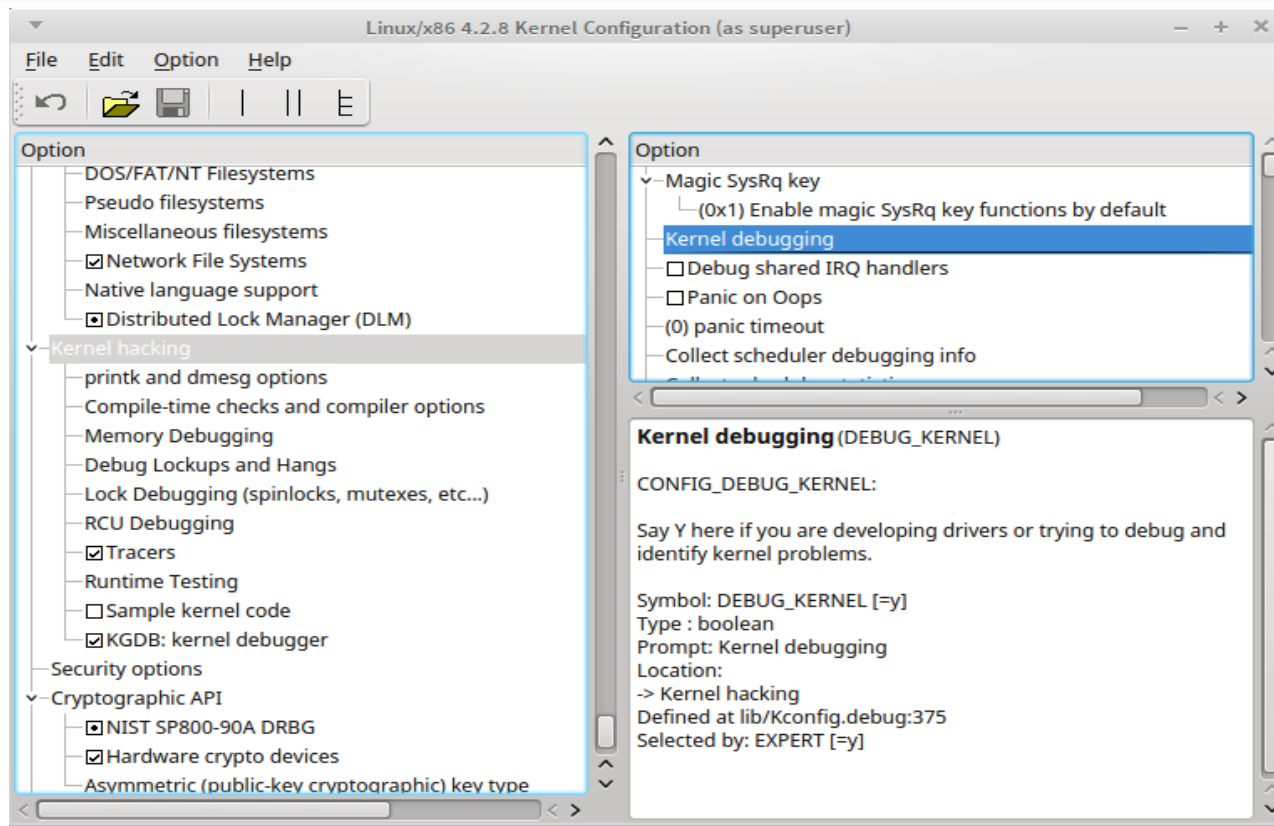 Linux/x86 4.2.8 Kernel Configuration (as superuser)
File Edit Option Help
Option
DOS/FAT/NT Filesystems
Pseudo filesystems
Miscellaneous filesystems
Network File Systems
Native language support
Distributed Lock Manager (DLM)
Kernel hacking
printk and dmesg options
Compile-time checks and compiler options
Memory Debugging
Debug Lockups and Hangs
Lock Debugging (spinlocks, mutexes, etc...)
RCU Debugging
Tracers
Runtime Testing
Sample kernel code
KGDB: kernel debugger
Security options
Cryptographic API
NIST SP800-90A DRBG
Hardware crypto devices
Asymmetric (public-key cryptographic) key type
Option
Magic SysRq key
(0x1) Enable magic SysRq key functions by default
Kernel debugging
Debug shared IRQ handlers
Panic on Oops
(0) panic timeout
Collect scheduler debugging info
Kernel debugging (DEBUG_KERNEL)
CONFIG_DEBUG_KERNEL:
Say Y here if you are developing drivers or trying to debug and
identify kernel problems.
Symbol: DEBUG_KERNEL [=y]
Type : boolean
Prompt: Kernel debugging
Location:
-> Kernel hacking
Defined at lib/Kconfig.debug:375
Selected by: EXPERT [=y]